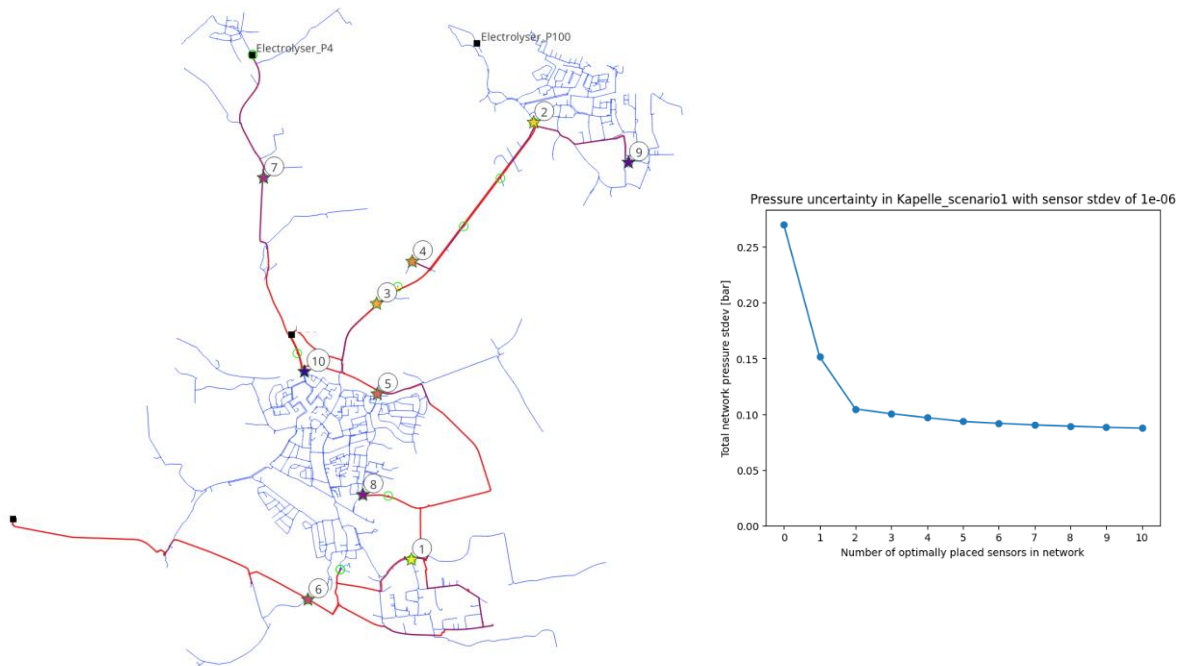 Electrolyser_P4
Electrolyser_P100
2
9
7
4
3
10
5
8
1
6
Pressure uncertainty in Kapelle_scenario1 with sensor stdev of 1e-06
Total network pressure stdev [bar]
0.25
0.20
0.15
0.10
0.05
0.00
0 1 2 3 4 5 6 7 8 9 10
Number of optimally placed sensors in network